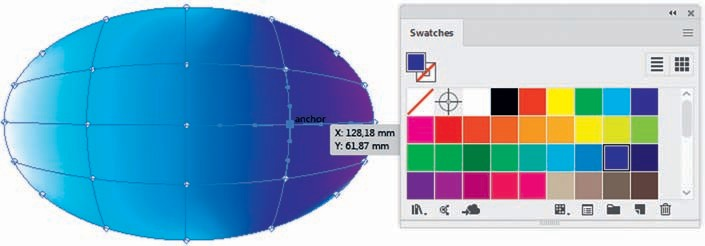 Swatches
anchor
X: 128,18 mm
Y: 61,87 mm